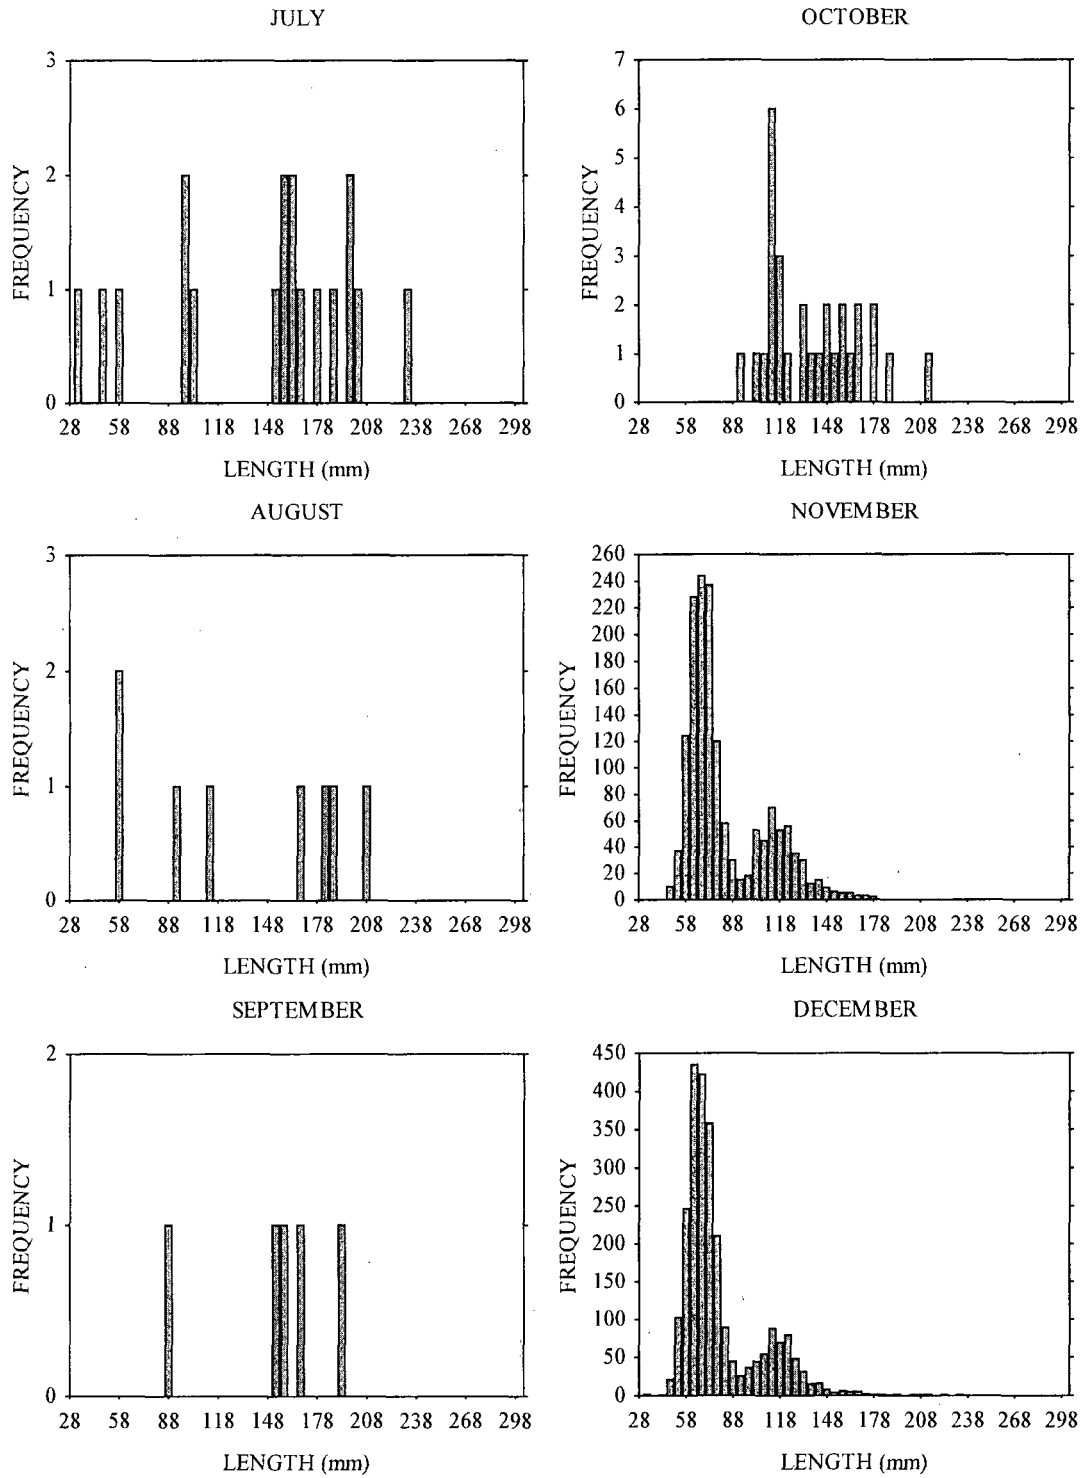 JULY
3
2
1
0
FREQUENCY
28 58 88 118 148 178 208 238 268 298
LENGTH (mm)
OCTOBER
7
6
5
4
3
2
1
0
FREQUENCY
28 58 88 118 148 178 208 238 268 298
LENGTH (mm)
AUGUST
3
2
1
0
FREQUENCY
28 58 88 118 148 178 208 238 268 298
LENGTH (mm)
NOVEMBER
260
240
220
200
180
160
140
120
100
80
60
40
20
0
FREQUENCY
28 58 88 118 148 178 208 238 268 298
LENGTH (mm)
SEPTEMBER
2
1
0
FREQUENCY
28 58 88 118 148 178 208 238 268 298
LENGTH (mm)
DECEMBER
450
400
350
300
250
200
150
100
50
0
FREQUENCY
28 58 88 118 148 178 208 238 268 298
LENGTH (mm)